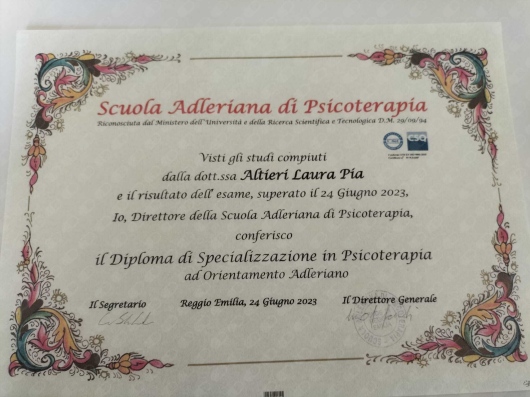 Scuola Adleriana di Psicoterapia
Riconosciuta dal Ministero dell'Università e della Ricerca Scientifica e Tecnologica D.M. 29/09/94
Visti gli studi compiuti
dalla dott.ssa Altieri Laura Pia
e il risultato dell'esame, superato il 24 Giugno 2023,
Io, Direttore della Scuola Adleriana di Psicoterapia,
conferisco
il Diploma di Specializzazione in Psicoterapia
ad Orientamento Adleriano
Il Segretario Reggio Emilia, 24 Giugno 2023 Il Direttore Generale